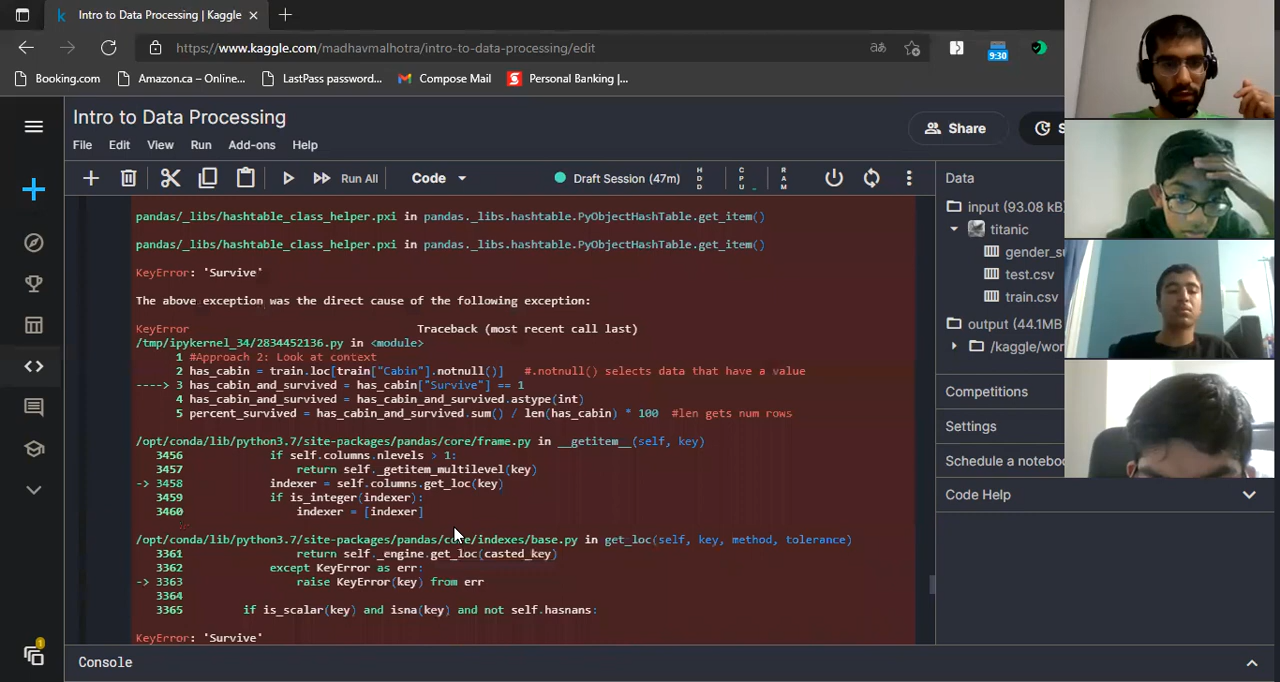 Intro to Data Processing | Kaggle
https://www.kaggle.com/madhavmalhotra/intro-to-data-processing/edit
9:30
Booking.com
Amazon.ca – Online...
LastPass password...
Compose Mail
Personal Banking |...
Intro to Data Processing
Share
File Edit View Run Add-ons Help
Run All
Code
Draft Session (47m)
HDD
CPU
RAM
pandas/_libs/hashtable_class_helper.pxi in pandas._libs.hashtable.PyObjectHashTable.get_item()
pandas/_libs/hashtable_class_helper.pxi in pandas._libs.hashtable.PyObjectHashTable.get_item()
KeyError: 'Survive'
The above exception was the direct cause of the following exception:
KeyError Traceback (most recent call last)
/tmp/ipykernel_34/2834452136.py in <module>
1 #Approach 2: Look at context
2 has_cabin = train.loc[train["Cabin"].notnull()] #.notnull() selects data that have a value
----> 3 has_cabin_and_survived = has_cabin["Survive"] == 1
4 has_cabin_and_survived = has_cabin_and_survived.astype(int)
5 percent_survived = has_cabin_and_survived.sum() / len(has_cabin) * 100 #len gets num rows
/opt/conda/lib/python3.7/site-packages/pandas/core/frame.py in __getitem__(self, key)
3456 if self.columns.nlevels > 1:
3457 return self._getitem_multilevel(key)
-> 3458 indexer = self.columns.get_loc(key)
3459 if is_integer(indexer):
3460 indexer = [indexer]
/opt/conda/lib/python3.7/site-packages/pandas/core/indexes/base.py in get_loc(self, key, method, tolerance)
3361 return self._engine.get_loc(casted_key)
3362 except KeyError as err:
-> 3363 raise KeyError(key) from err
3364
3365 if is_scalar(key) and isna(key) and not self.hasnans:
KeyError: 'Survive'
Console
Data
input (93.08 kB
titanic
gender_su
test.csv
train.csv
output (44.1MB
/kaggle/wor
Competitions
Settings
Schedule a notebook
Code Help
1